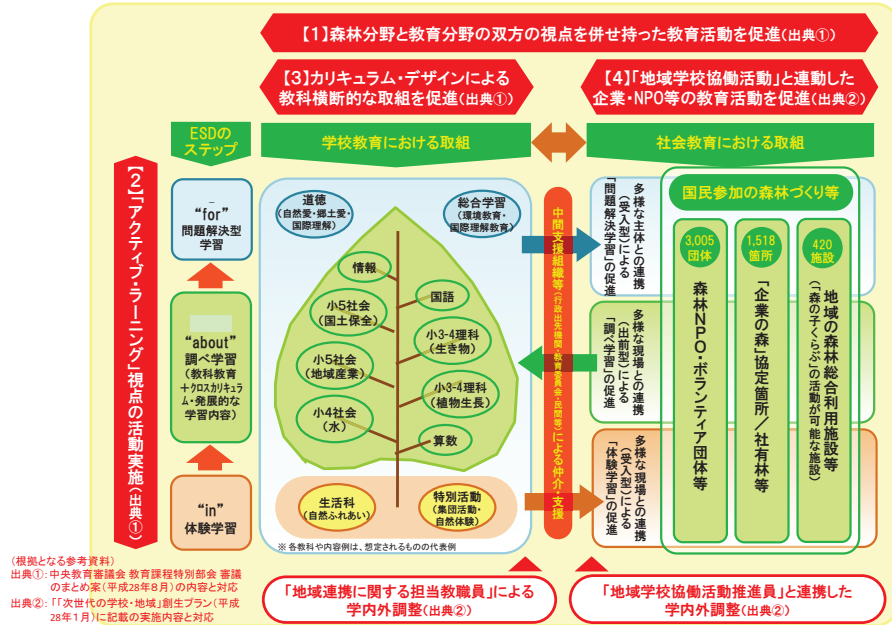 【1】森林分野と教育分野の双方の視点を併せ持った教育活動を促進(出典①)
【3】カリキュラム・デザインによる
教科横断的な取組を促進(出典①)
【4】「地域学校協働活動」と連動した
企業・NPO等の教育活動を促進(出典②)
ESDの
ステップ
学校教育における取組
社会教育における取組
【2】「アクティブ・ラーニング」視点の活動実施(出典①)
“for”
問題解決型
学習
“about”
調べ学習
(教科教育
+クロスカリキュラ
ム・発展的な
学習内容)
“in”
体験学習
道徳
(自然愛・郷土愛・
国際理解)
総合学習
(環境教育・
国際理解教育)
情報
国語
小5社会
(国土保全)
小3-4理科
(生き物)
小5社会
(地域産業)
小3-4理科
(植物生長)
小4社会
(水)
算数
生活科
(自然ふれあい)
特別活動
(集団活動・
自然体験)
※ 各教科や内容例は、想定されるものの代表例
中間支援組織等(行政出先機関・教育委員会・民間等)による仲介・支援
多様な主体との連携
(受入型)による
「問題解決学習」の促進
多様な現場との連携
(出前型)による
「調べ学習」の促進
多様な現場との連携
(受入型)による
「体験学習」の促進
国民参加の森林づくり等
3,005
団体
森林NPO・ボランティア団体等
1,518
箇所
「企業の森」協定箇所/社有林等
420
施設
地域の森林総合利用施設等
(「森の子くらぶ」の活動が可能な施設)
「地域連携に関する担当教職員」による
学内外調整(出典②)
「地域学校協働活動推進員」と連携した
学内外調整(出典②)
(根拠となる参考資料)
出典①:中央教育審議会 教育課程特別部会 審議
のまとめ案(平成28年8月)の内容と対応
出典②:「「次世代の学校・地域」創生プラン(平成
28年1月)に記載の実施内容と対応